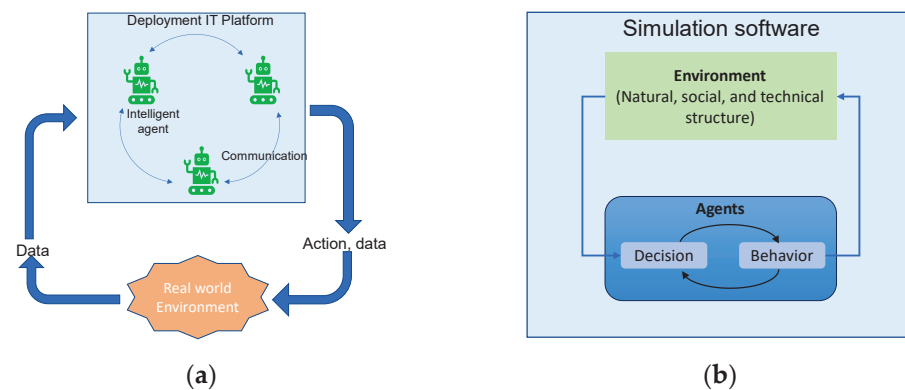 Deployment IT Platform
Intelligent
agent
Communication
Data
Action, data
Real world
Environment
(a)
Simulation software
Environment
(Natural, social, and technical
structure)
Agents
Decision
Behavior
(b)